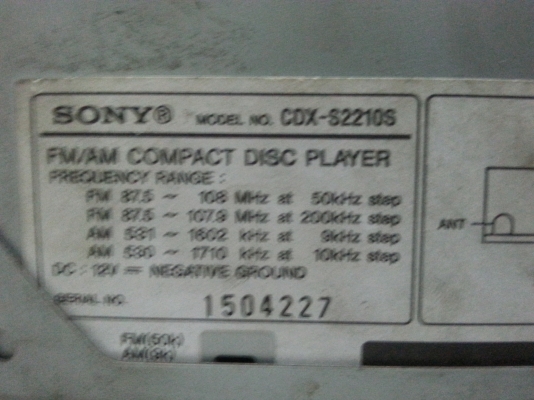 SONY® MODEL NO. CDX-S2210S
FM/AM COMPACT DISC PLAYER
FREQUENCY RANGE :
FM 87.5 ~ 108 MHz at 50kHz step
FM 87.5 ~ 107.9 MHz at 200kHz step
AM 531 ~ 1602 kHz at 9kHz step
AM 530 ~ 1710 kHz at 10kHz step
DC : 12V ⎓ NEGATIVE GROUND
SERIAL NO. 1504227
ANT
FM(50k)
AM(9k)